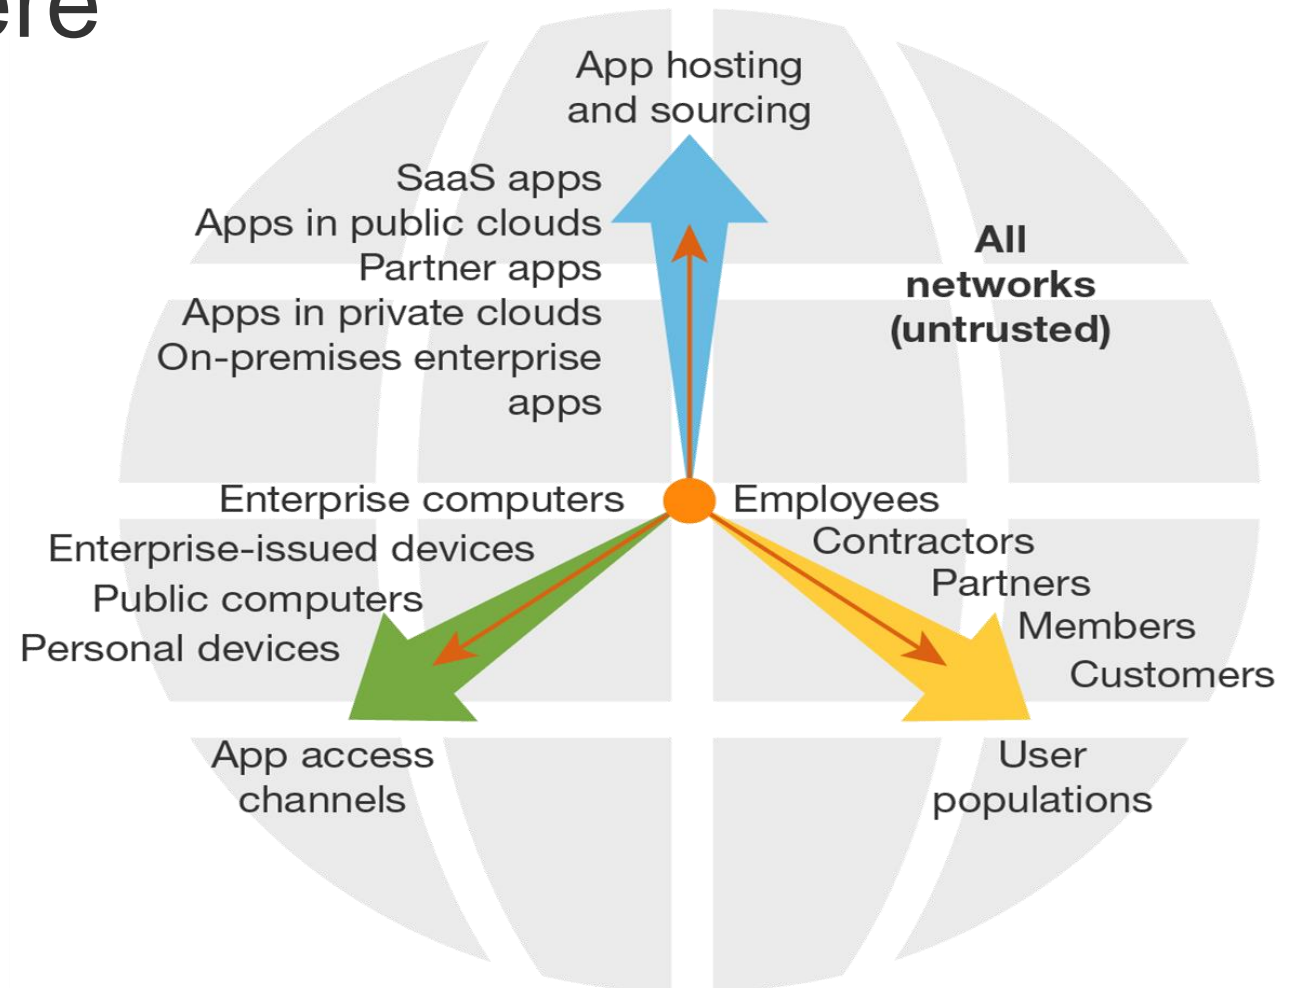 ere
App hosting
and sourcing
SaaS apps
Apps in public clouds
Partner apps
Apps in private clouds
On-premises enterprise
apps
All
networks
(untrusted)
Enterprise computers
Enterprise-issued devices
Public computers
Personal devices
Employees
Contractors
Partners
Members
Customers
App access
channels
User
populations